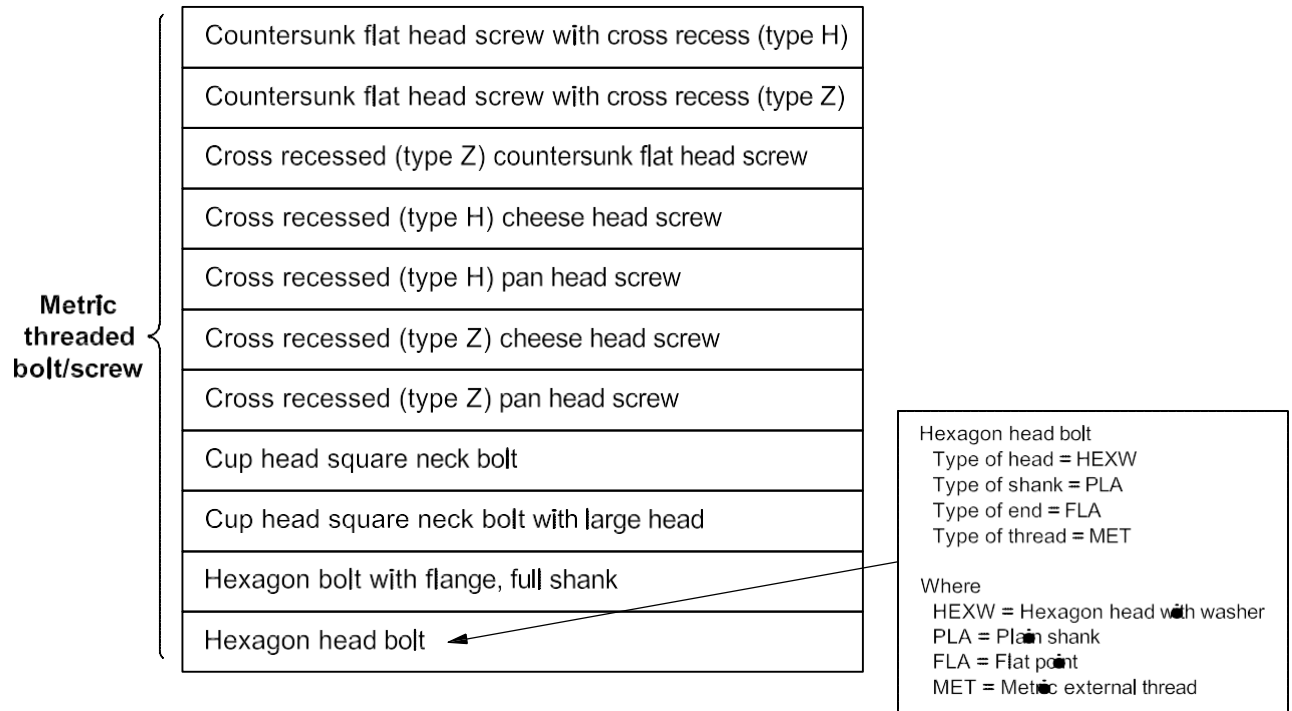 Countersunk flat head screw with cross recess (type H)
Countersunk flat head screw with cross recess (type Z)
Cross recessed (type Z) countersunk flat head screw
Cross recessed (type H) cheese head screw
Cross recessed (type H) pan head screw
Metric
threaded
bolt/screw
Cross recessed (type Z) cheese head screw
Cross recessed (type Z) pan head screw
Cup head square neck bolt
Cup head square neck bolt with large head
Hexagon bolt with flange, full shank
Hexagon head bolt
Hexagon head bolt
Type of head = HEXW
Type of shank = PLA
Type of end = FLA
Type of thread = MET
Where
HEXW = Hexagon head with washer
PLA = Plain shank
FLA = Flat point
MET = Metric external thread